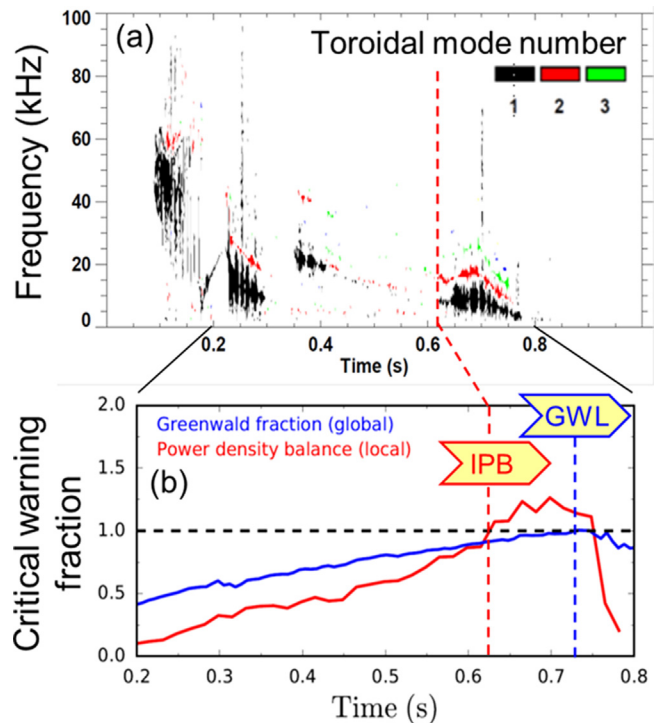 (a)
Toroidal mode number
1 2 3
Frequency (kHz)
100
80
60
40
20
0
0.2 0.4 0.6 0.8
Time (s)
Critical warning
fraction
(b)
Greenwald fraction (global)
Power density balance (local)
GWL
IPB
2.0
1.5
1.0
0.5
0.0
0.2 0.3 0.4 0.5 0.6 0.7 0.8
Time (s)